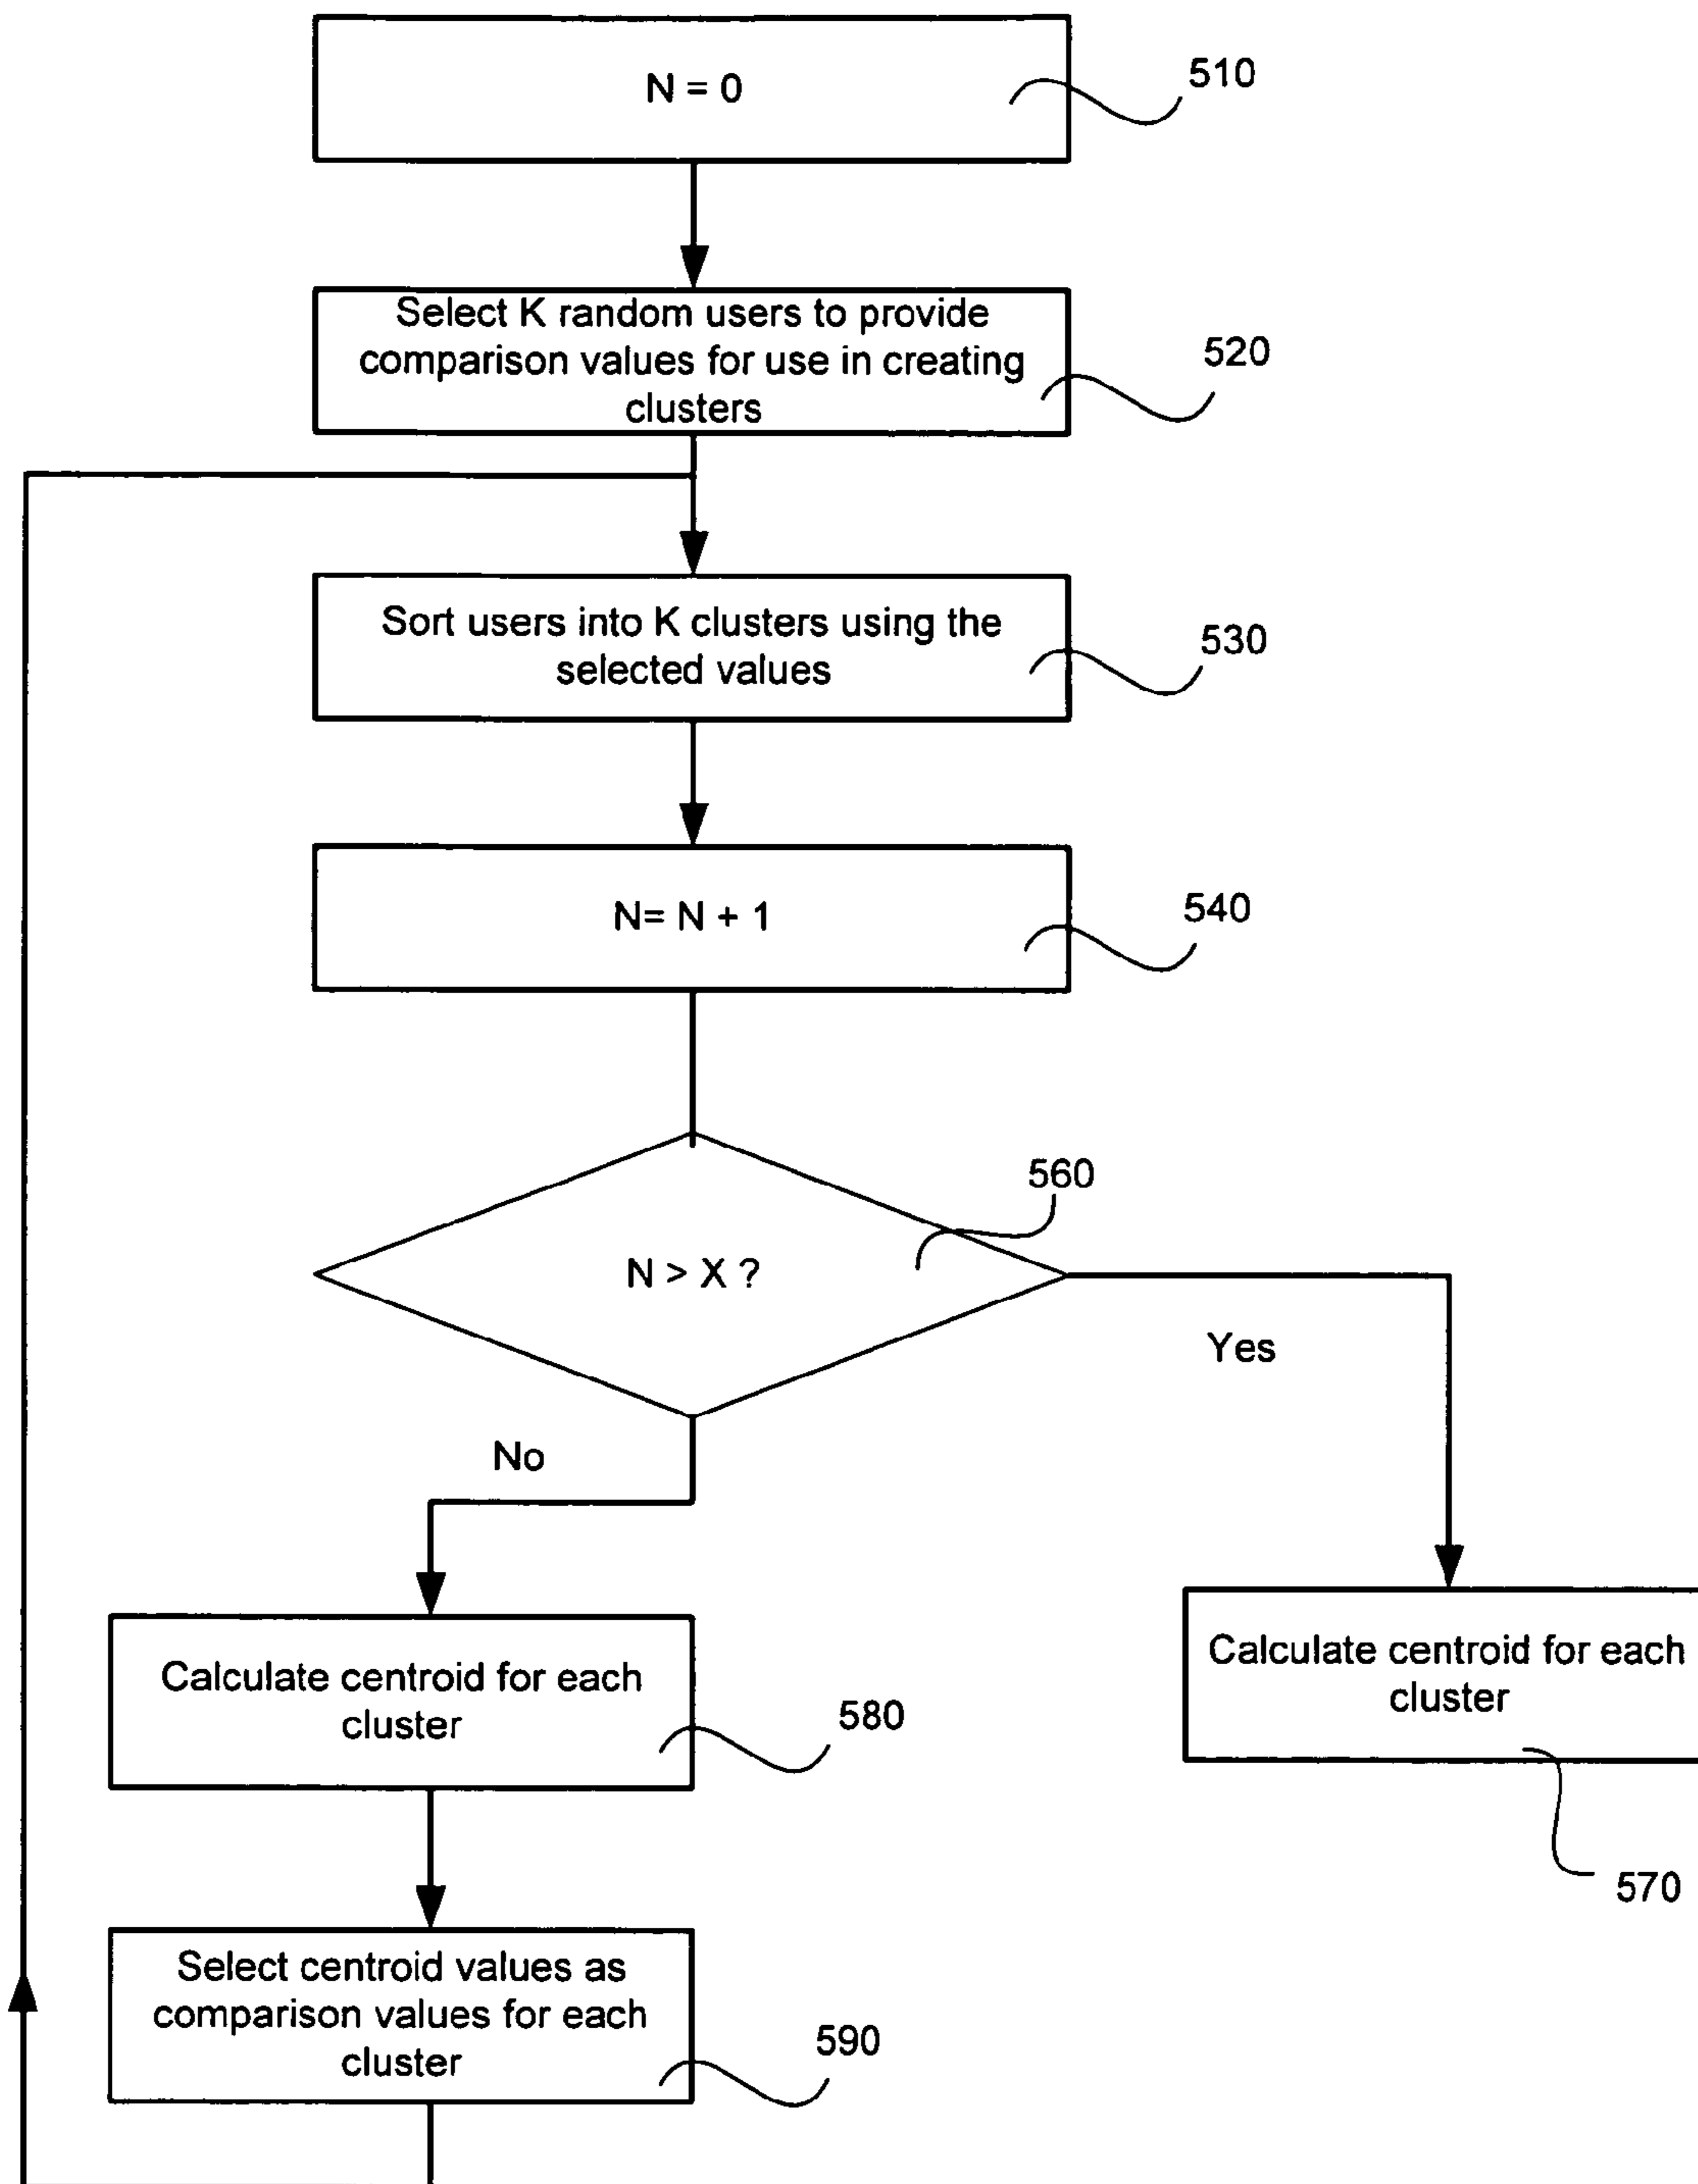 N = 0
510
Select K random users to provide
comparison values for use in creating
clusters
520
Sort users into K clusters using the
selected values
530
N= N + 1
540
560
N > X ?
Yes
No
Calculate centroid for each
cluster
580
Calculate centroid for each
cluster
570
Select centroid values as
comparison values for each
cluster
590